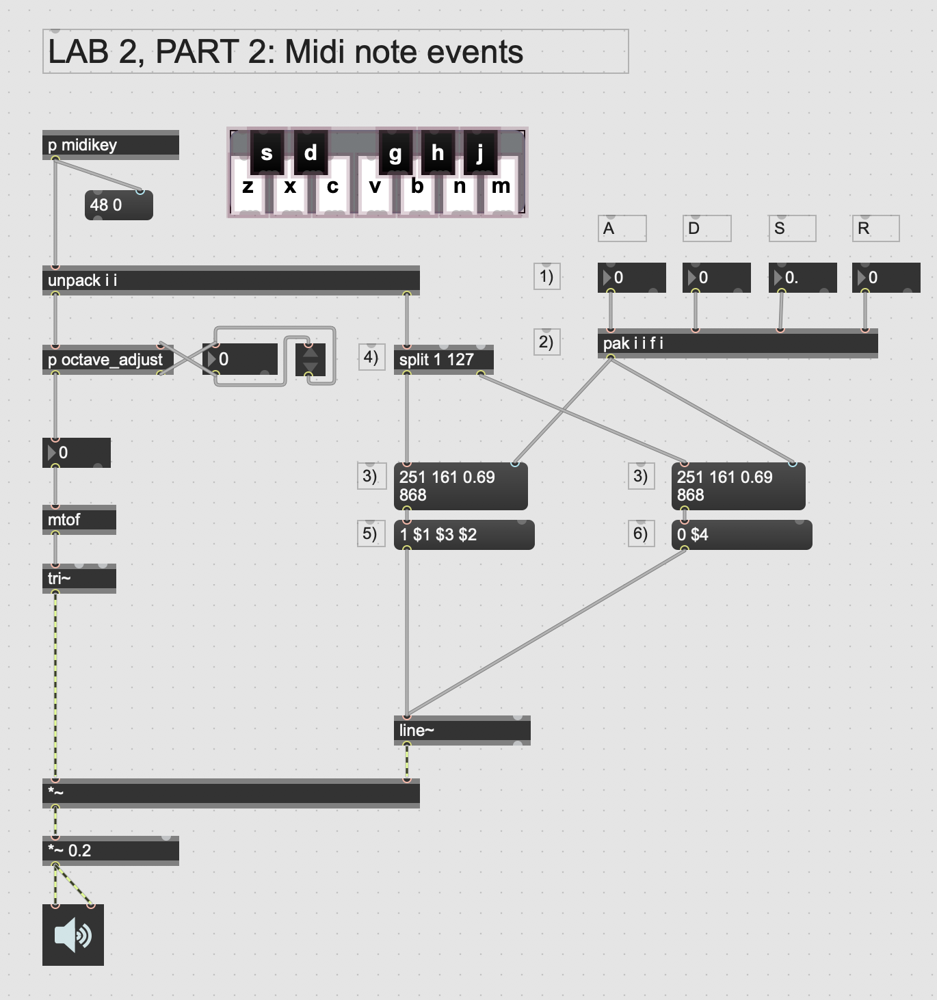 LAB 2, PART 2: Midi note events
p midikey
48 0
s d g h j
z x c v b n m
A D S R
unpack i i
1) 0 0 0. 0
2) pak i i f i
p octave_adjust
0
4) split 1 127
0
3) 251 161 0.69
868
3) 251 161 0.69
868
mtof
5) 1 $1 $3 $2
6) 0 $4
tri~
line~
*~
*~ 0.2